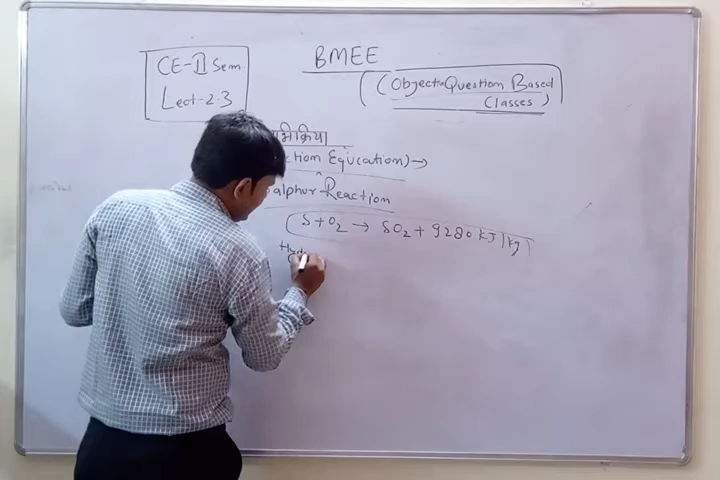 CE-II Sem
Lect-2.3
BMEE
(Objective Question Based
Classes)
भिक्रिया
ction Equcation) →
alphur Reaction
S+O₂ → SO₂ + 9280 kJ/kg